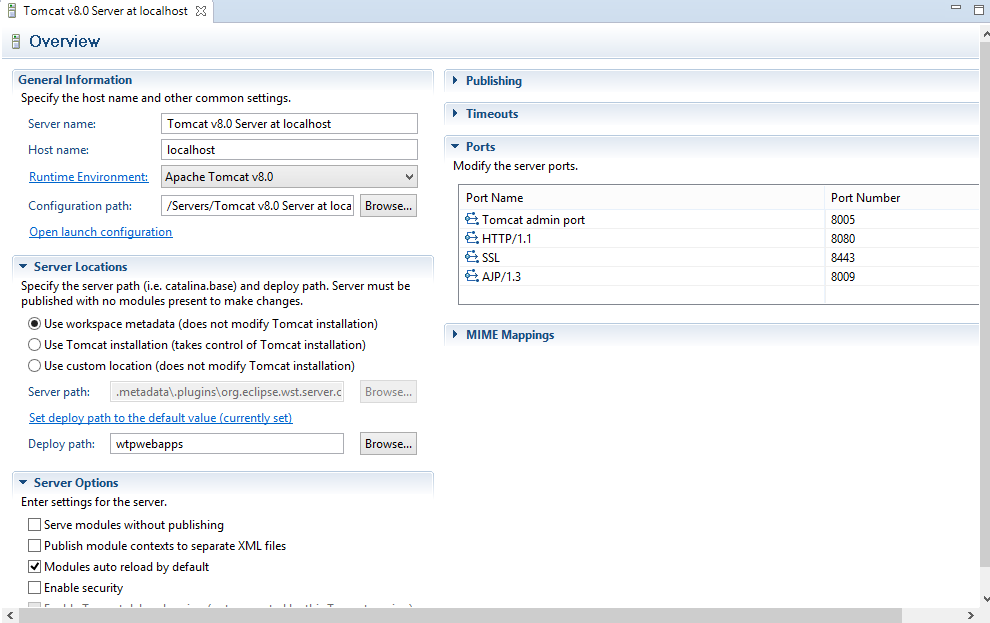 Tomcat v8.0 Server at localhost
Overview
General Information
Specify the host name and other common settings.
Server name: Tomcat v8.0 Server at localhost
Host name: localhost
Runtime Environment: Apache Tomcat v8.0
Configuration path: /Servers/Tomcat v8.0 Server at loca Browse...
Open launch configuration
Server Locations
Specify the server path (i.e. catalina.base) and deploy path. Server must be
published with no modules present to make changes.
Use workspace metadata (does not modify Tomcat installation)
Use Tomcat installation (takes control of Tomcat installation)
Use custom location (does not modify Tomcat installation)
Server path: .metadata\.plugins\org.eclipse.wst.server.c Browse...
Set deploy path to the default value (currently set)
Deploy path: wtpwebapps Browse...
Server Options
Enter settings for the server.
Serve modules without publishing
Publish module contexts to separate XML files
Modules auto reload by default
Enable security
Publishing
Timeouts
Ports
Modify the server ports.
Port Name Port Number
Tomcat admin port 8005
HTTP/1.1 8080
SSL 8443
AJP/1.3 8009
MIME Mappings